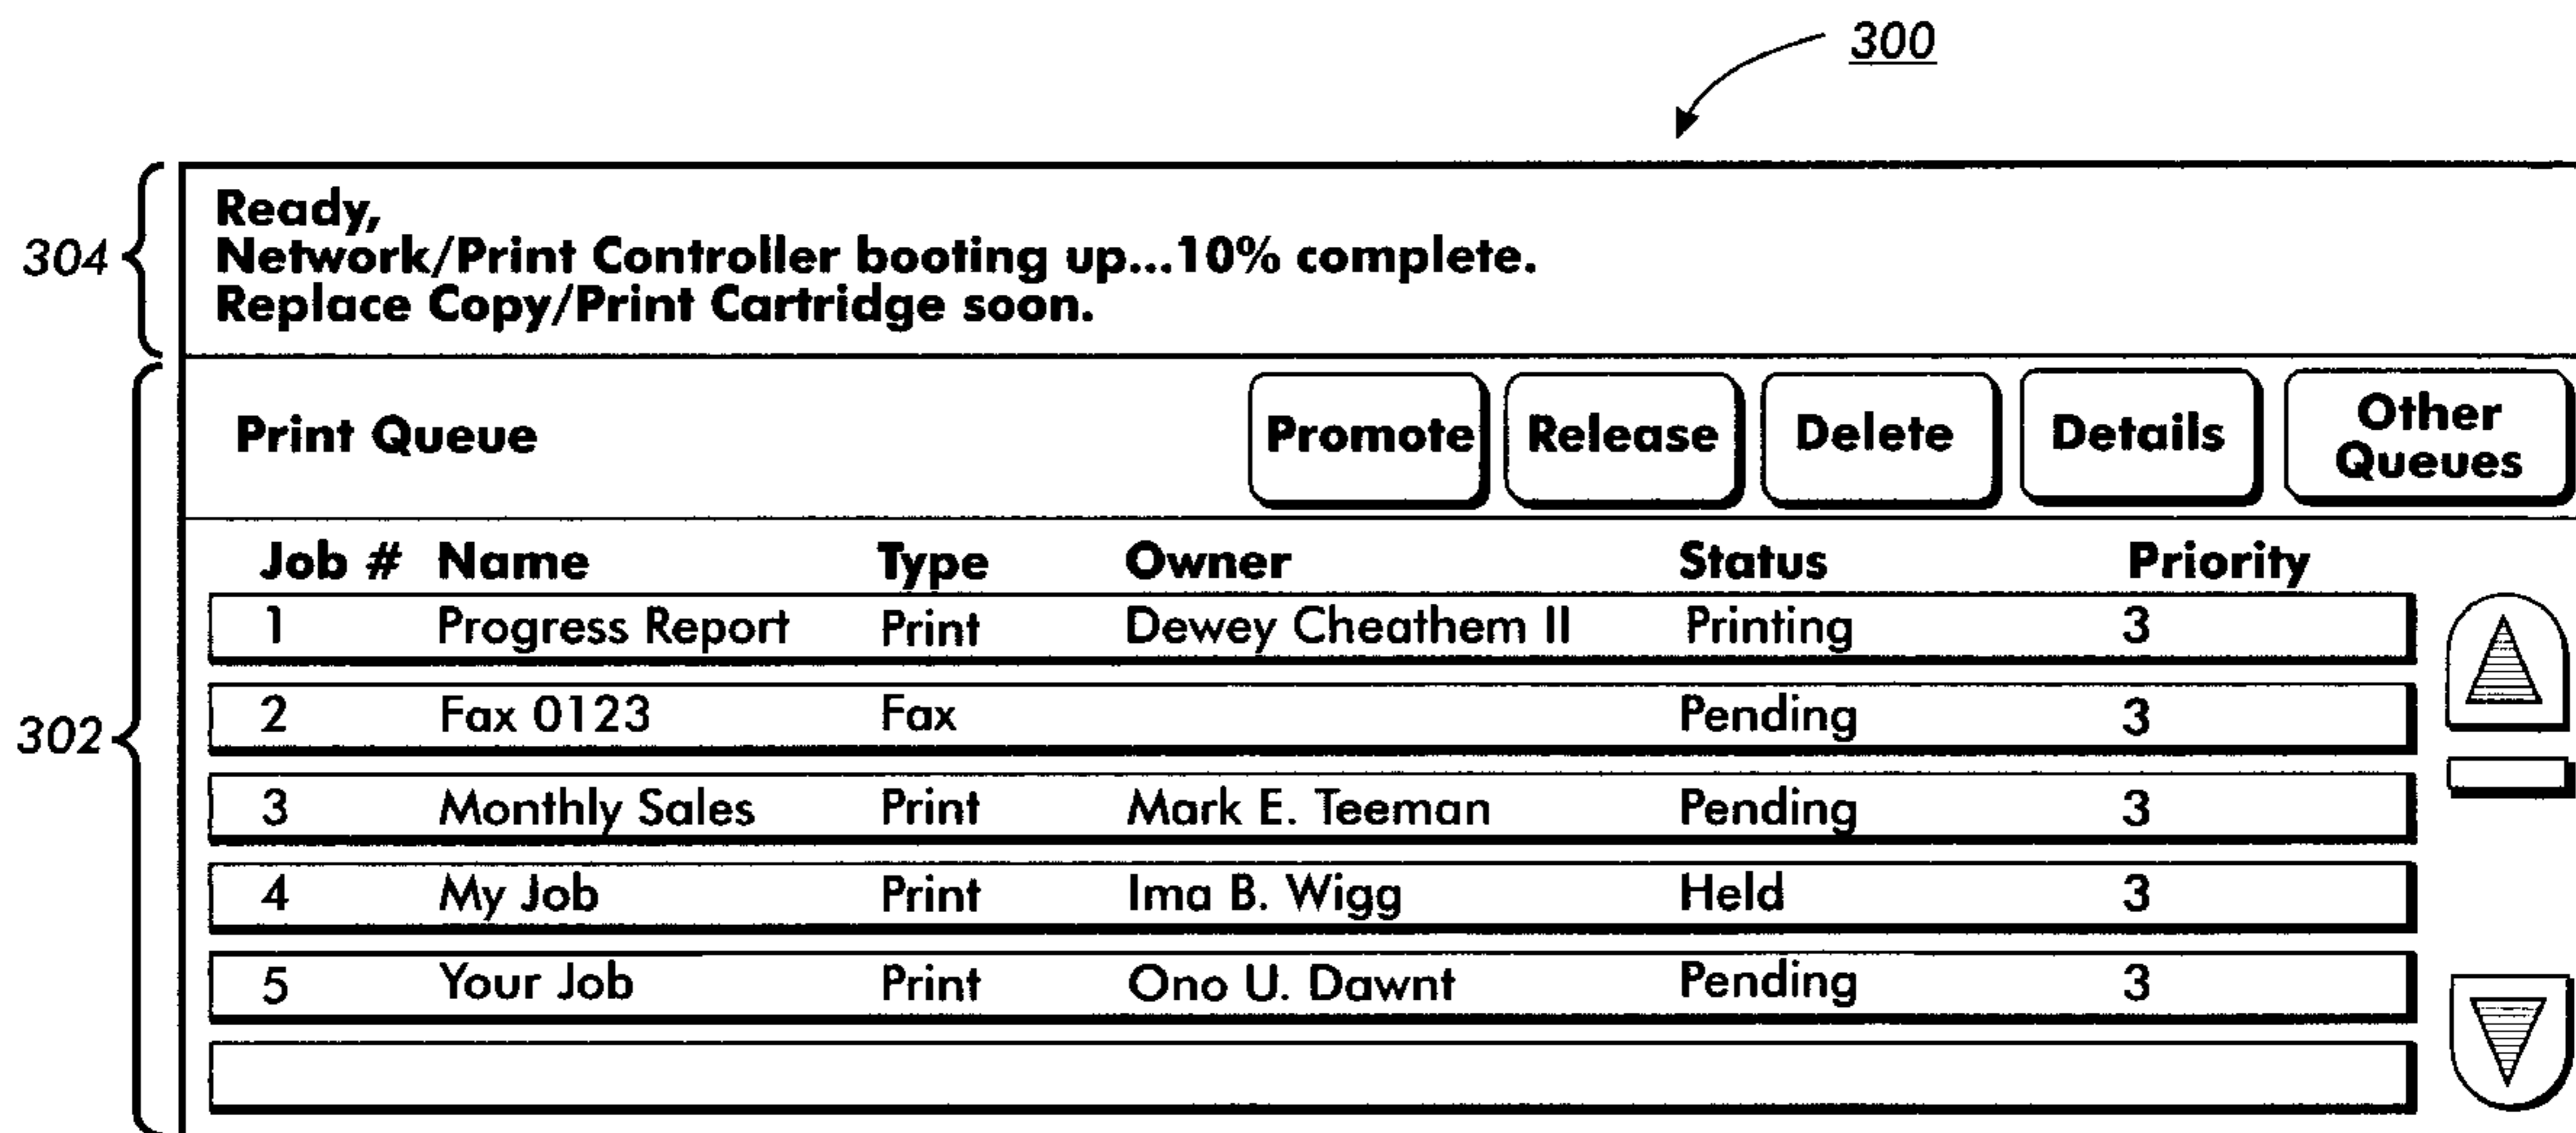 300
304
Ready,
Network/Print Controller booting up...10% complete.
Replace Copy/Print Cartridge soon.
302
Print Queue Promote Release Delete Details Other Queues
Job # Name Type Owner Status Priority
1 Progress Report Print Dewey Cheathem II Printing 3
2 Fax 0123 Fax Pending 3
3 Monthly Sales Print Mark E. Teeman Pending 3
4 My Job Print Ima B. Wigg Held 3
5 Your Job Print Ono U. Dawnt Pending 3